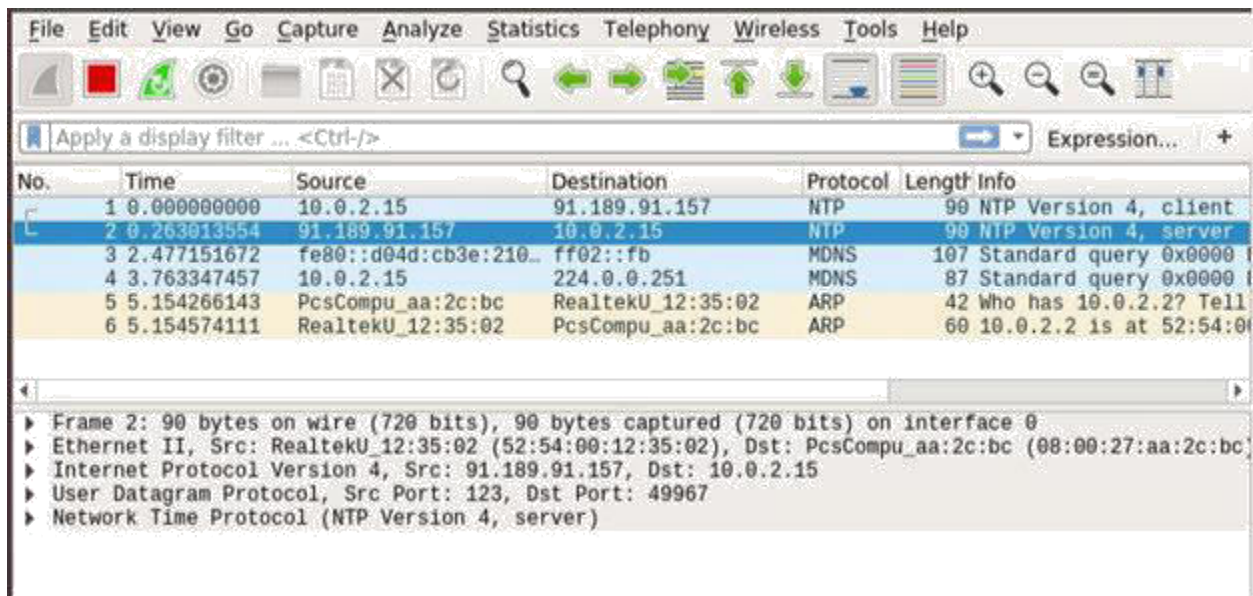 File Edit View Go Capture Analyze Statistics Telephony Wireless Tools Help
Apply a display filter ... <Ctrl-/> Expression... +
No. Time Source Destination Protocol Length Info
1 0.000000000 10.0.2.15 91.189.91.157 NTP 90 NTP Version 4, client
2 0.263013554 91.189.91.157 10.0.2.15 NTP 90 NTP Version 4, server
3 2.477151672 fe80::d04d:cb3e:210… ff02::fb MDNS 107 Standard query 0x0000
4 3.763347457 10.0.2.15 224.0.0.251 MDNS 87 Standard query 0x0000
5 5.154266143 PcsCompu_aa:2c:bc RealtekU_12:35:02 ARP 42 Who has 10.0.2.2? Tell
6 5.154574111 RealtekU_12:35:02 PcsCompu_aa:2c:bc ARP 60 10.0.2.2 is at 52:54:0
Frame 2: 90 bytes on wire (720 bits), 90 bytes captured (720 bits) on interface 0
Ethernet II, Src: RealtekU_12:35:02 (52:54:00:12:35:02), Dst: PcsCompu_aa:2c:bc (08:00:27:aa:2c:bc
Internet Protocol Version 4, Src: 91.189.91.157, Dst: 10.0.2.15
User Datagram Protocol, Src Port: 123, Dst Port: 49967
Network Time Protocol (NTP Version 4, server)